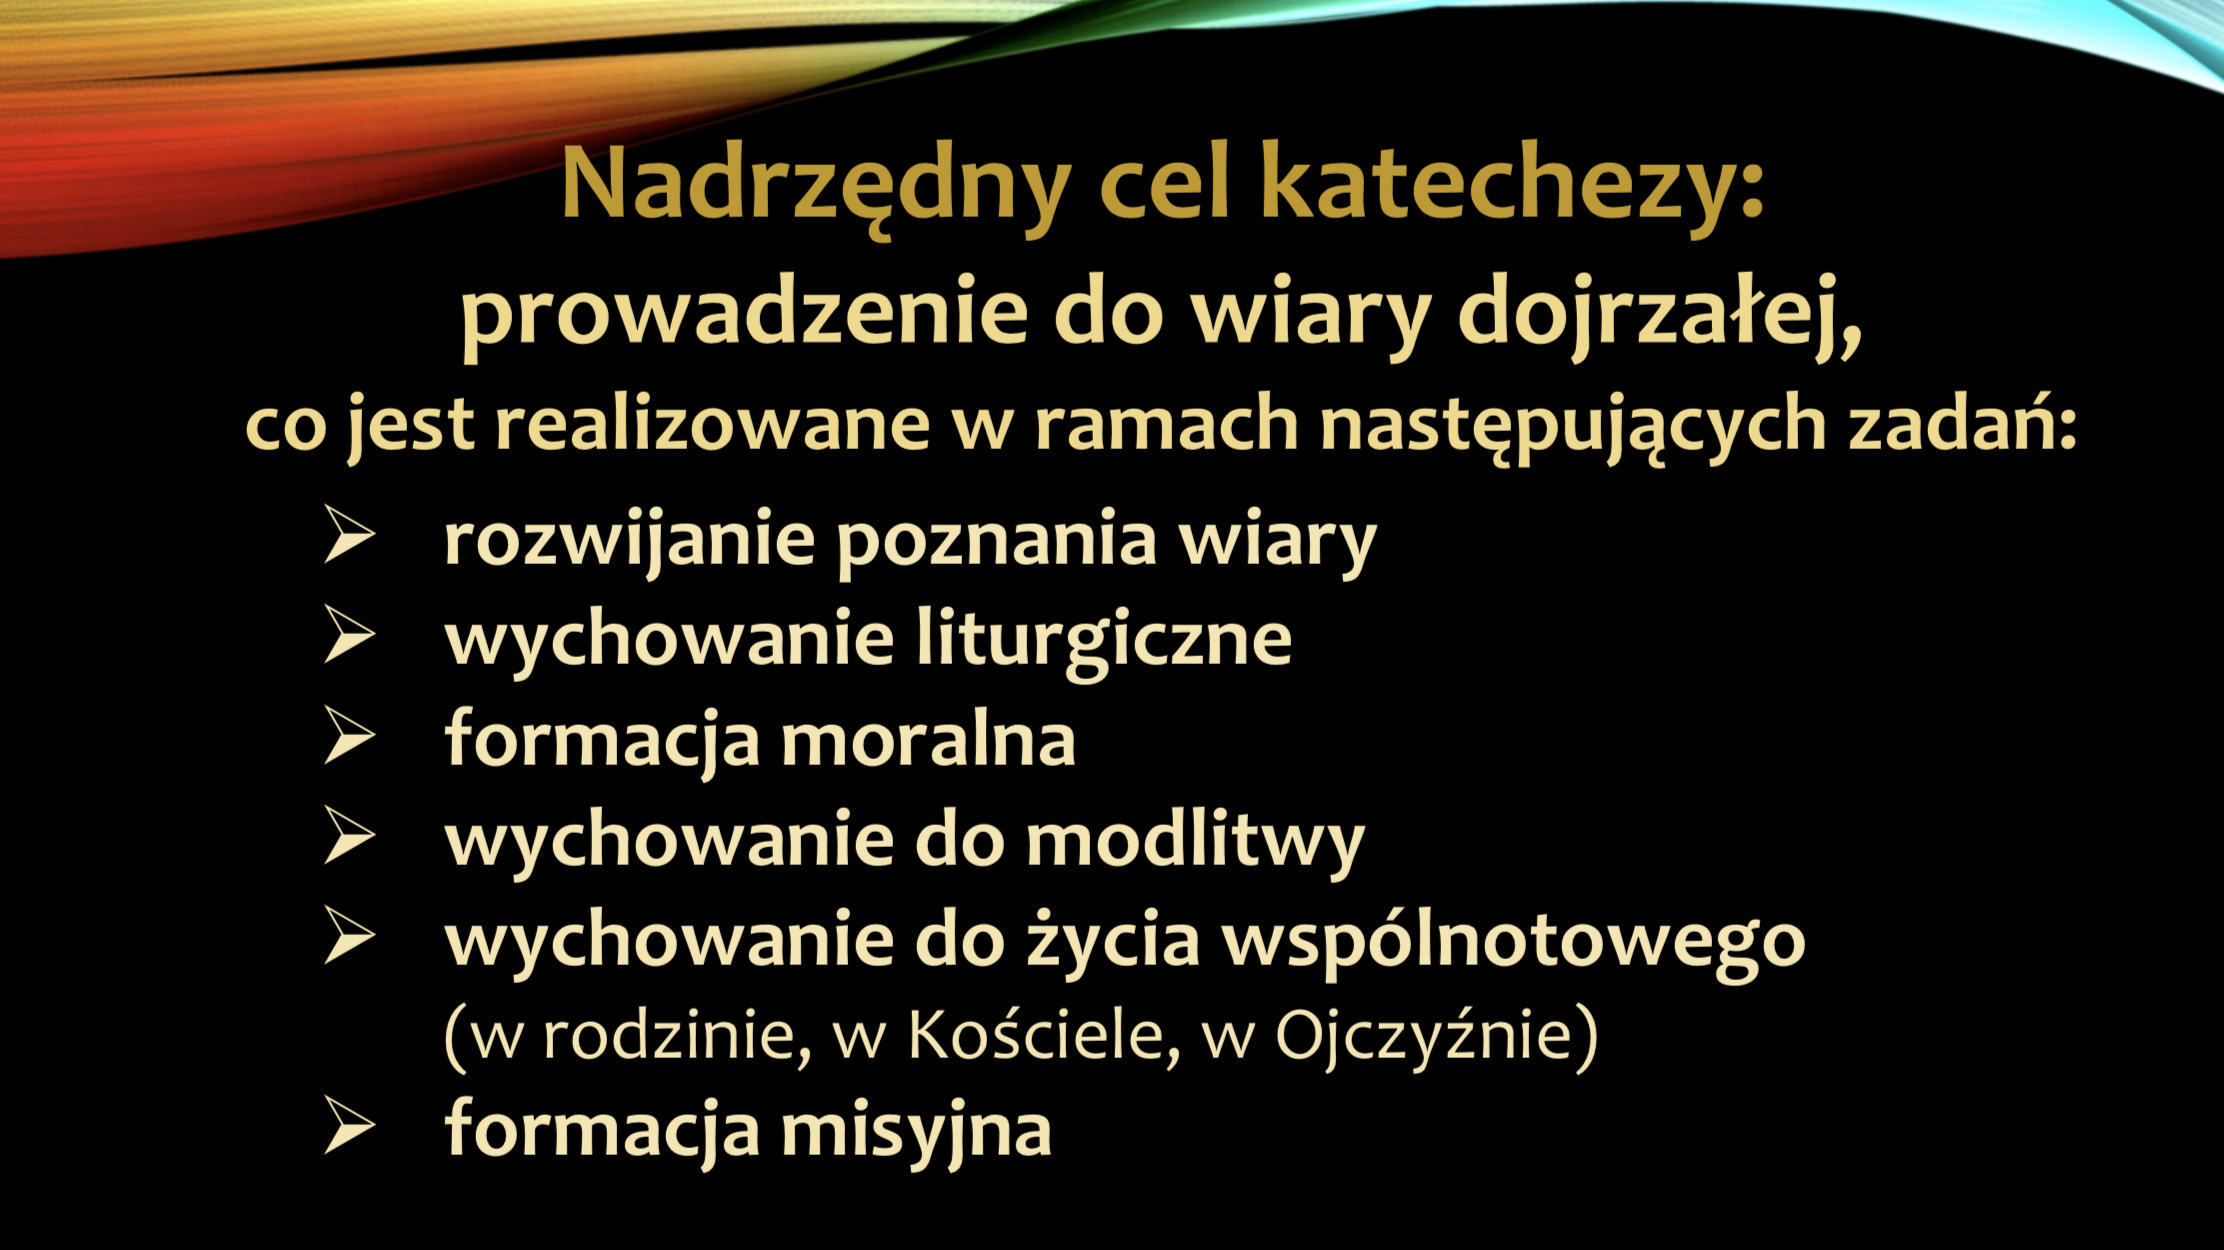 Nadrzędny cel katechezy:
prowadzenie do wiary dojrzałej,
co jest realizowane w ramach następujących zadań:
➢ rozwijanie poznania wiary
➢ wychowanie liturgiczne
➢ formacja moralna
➢ wychowanie do modlitwy
➢ wychowanie do życia wspólnotowego
(w rodzinie, w Kościele, w Ojczyźnie)
➢ formacja misyjna